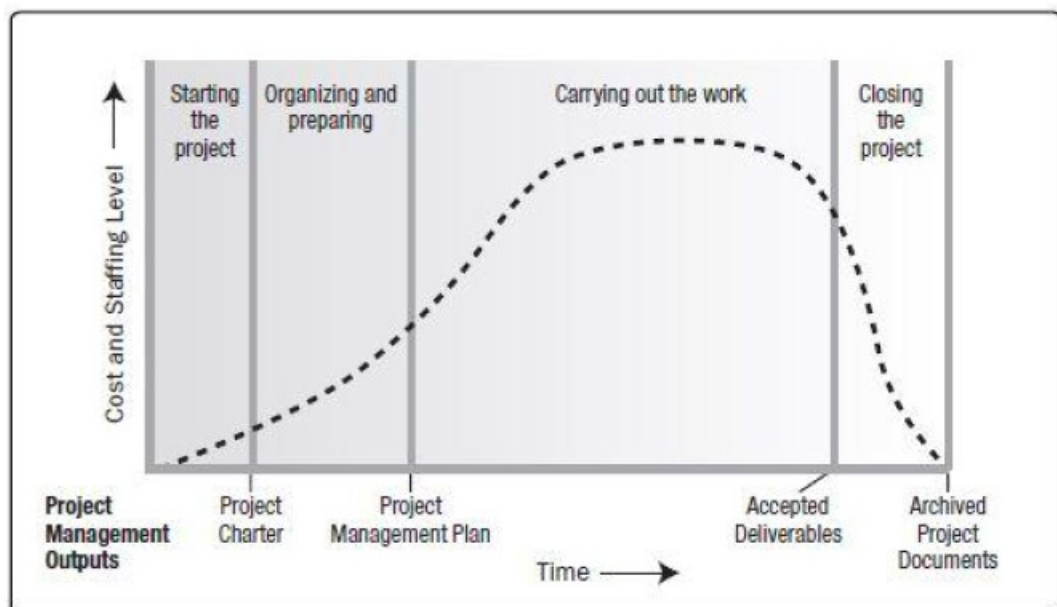 Starting
the
project
Organizing and
preparing
Carrying out the work
Closing
the
project
Cost and Staffing Level
Project
Management
Outputs
Project
Charter
Project
Management Plan
Accepted
Deliverables
Archived
Project
Documents
Time